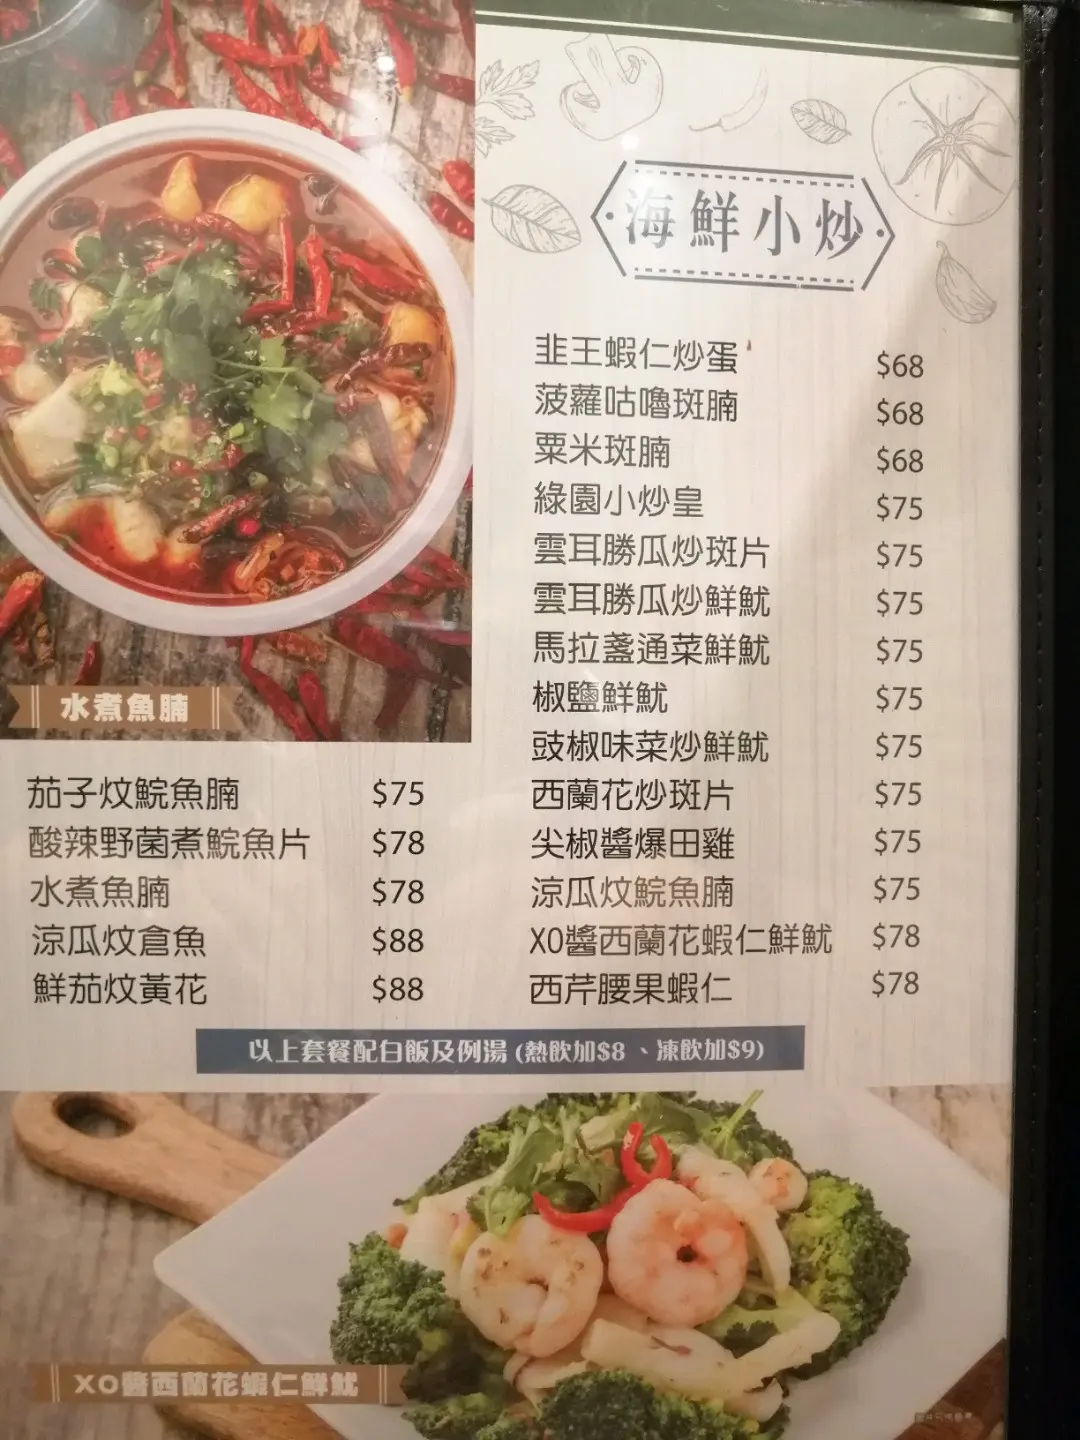 海鮮小炒
韭王蝦仁炒蛋 $68
菠蘿咕嚕斑腩 $68
粟米斑腩 $68
綠園小炒皇 $75
雲耳勝瓜炒斑片 $75
雲耳勝瓜炒鮮魷 $75
馬拉盞通菜鮮魷 $75
椒鹽鮮魷 $75
豉椒味菜炒鮮魷 $75
西蘭花炒斑片 $75
尖椒醬爆田雞 $75
涼瓜炆鯇魚腩 $75
XO醬西蘭花蝦仁鮮魷 $78
西芹腰果蝦仁 $78
水煮魚腩
茄子炆鯇魚腩 $75
酸辣野菌煮鯇魚片 $78
水煮魚腩 $78
涼瓜炆倉魚 $88
鮮茄炆黃花 $88
以上套餐配白飯及例湯 (熱飲加$8 、凍飲加$9)
XO醬西蘭花蝦仁鮮魷